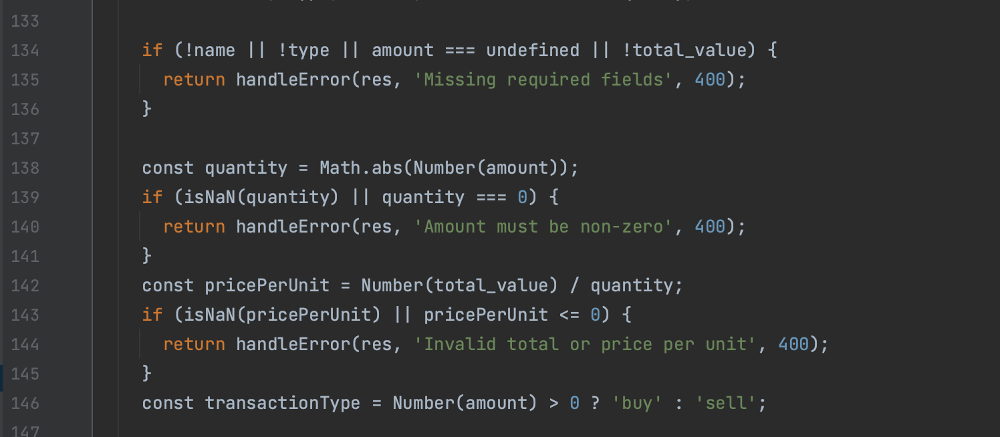 133
134 if (!name || !type || amount === undefined || !total_value) {
135 return handleError(res, 'Missing required fields', 400);
136 }
137
138 const quantity = Math.abs(Number(amount));
139 if (isNaN(quantity) || quantity === 0) {
140 return handleError(res, 'Amount must be non-zero', 400);
141 }
142 const pricePerUnit = Number(total_value) / quantity;
143 if (isNaN(pricePerUnit) || pricePerUnit <= 0) {
144 return handleError(res, 'Invalid total or price per unit', 400);
145 }
146 const transactionType = Number(amount) > 0 ? 'buy' : 'sell';
147